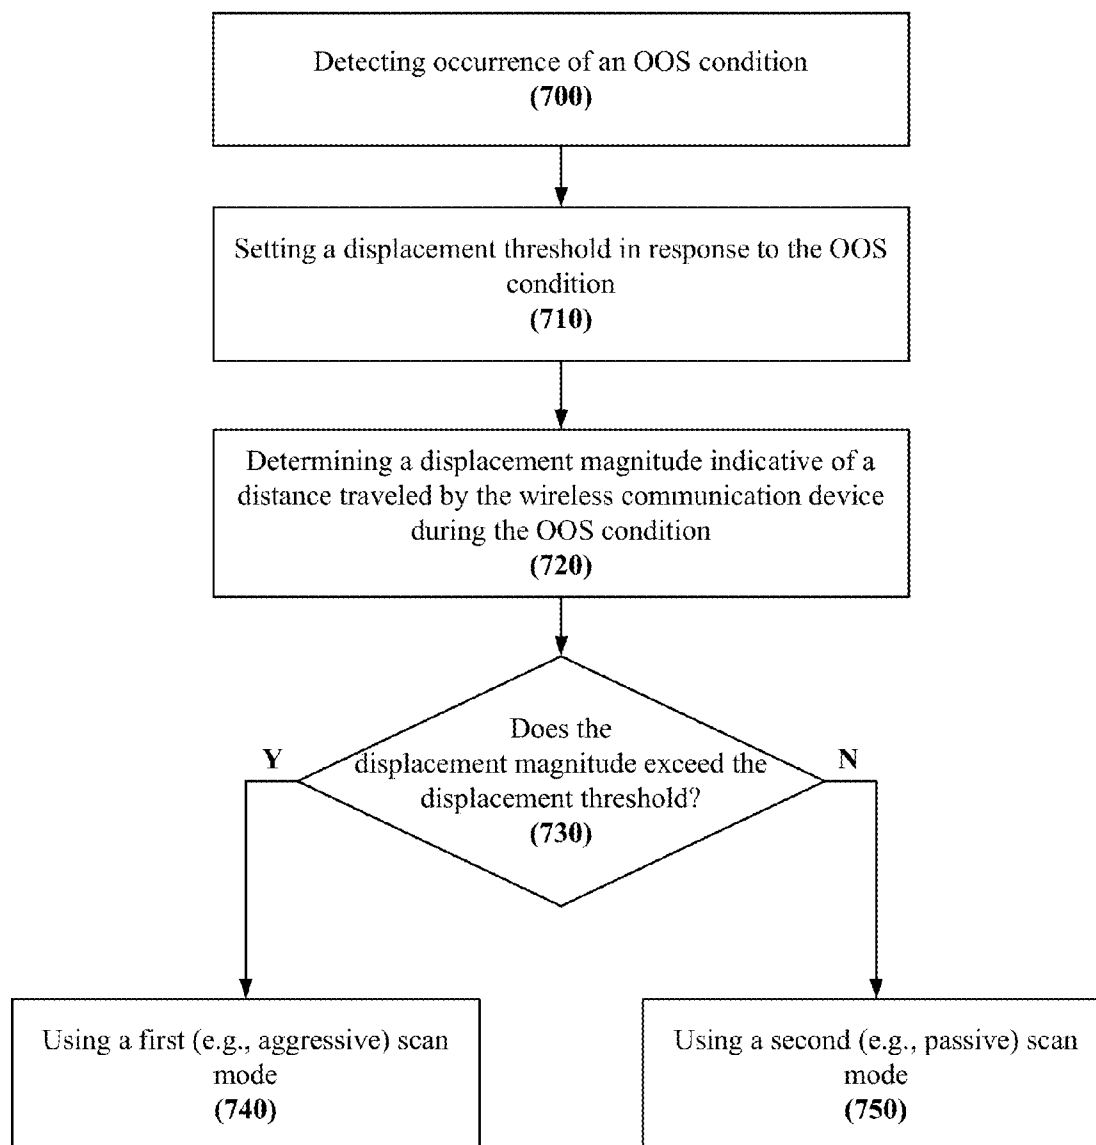 Detecting occurrence of an OOS condition
(700)
Setting a displacement threshold in response to the OOS
condition
(710)
Determining a displacement magnitude indicative of a
distance traveled by the wireless communication device
during the OOS condition
(720)
Does the
displacement magnitude exceed the
displacement threshold?
(730)
Y
N
Using a first (e.g., aggressive) scan
mode
(740)
Using a second (e.g., passive) scan
mode
(750)